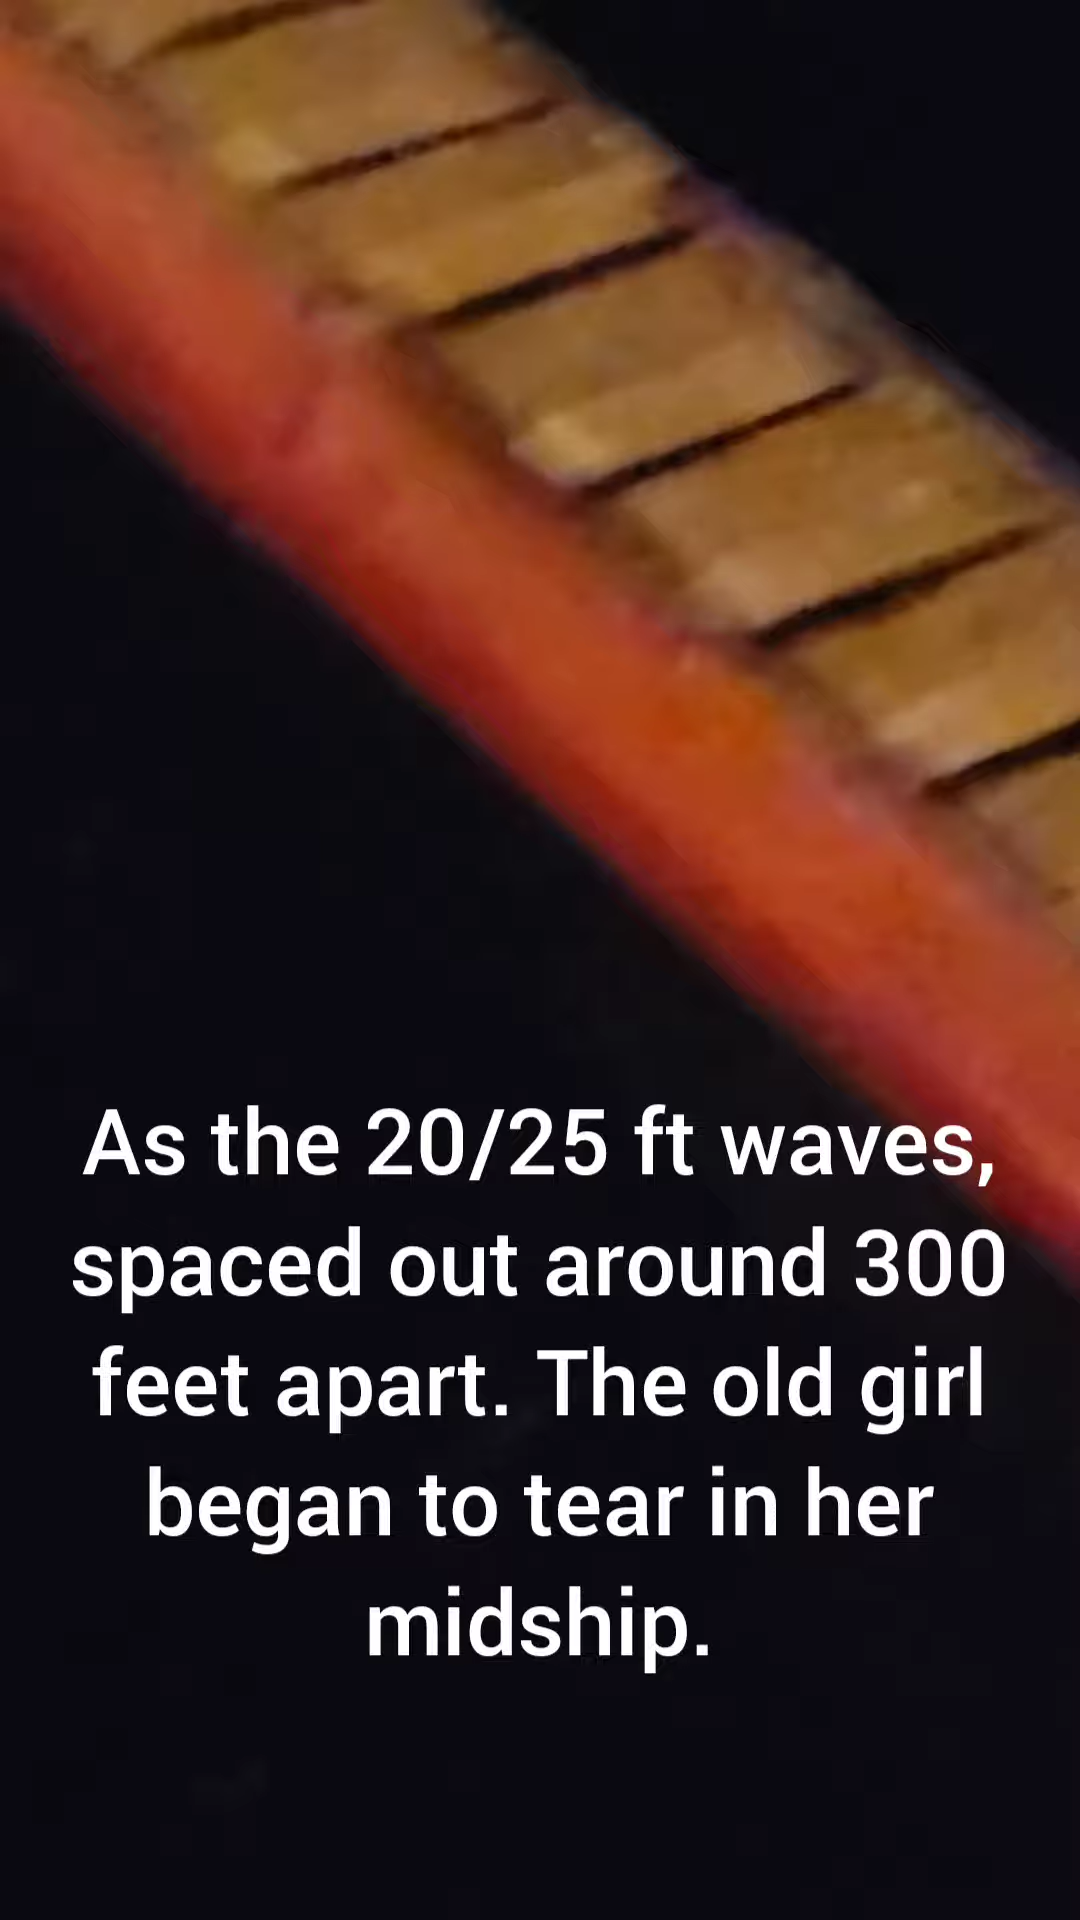 As the 20/25 ft waves,
spaced out around 300
feet apart. The old girl
began to tear in her
midship.